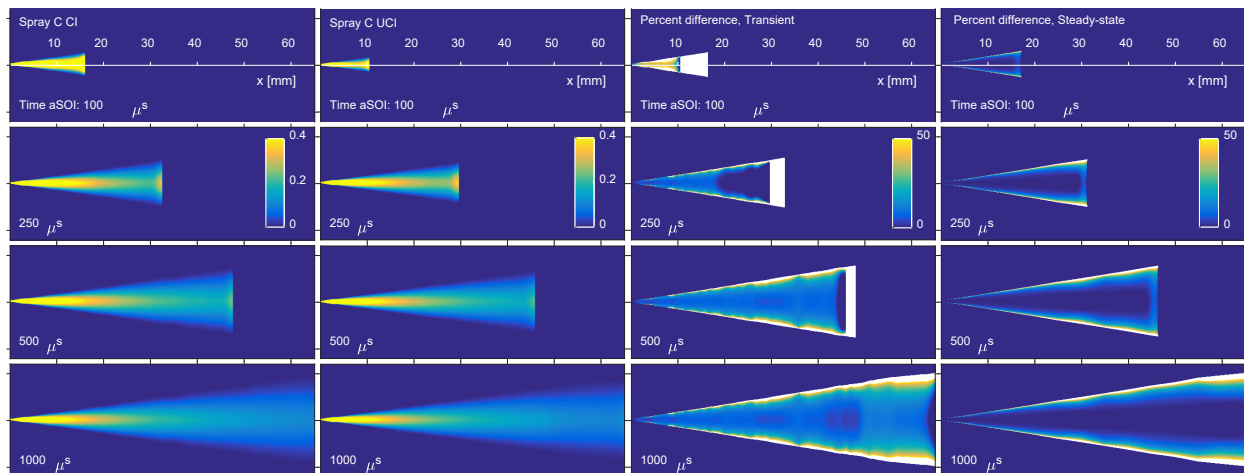 Spray C CI
10 20 30 40 50 60
x [mm]
Time aSOI: 100 μs
Spray C UCI
10 20 30 40 50 60
x [mm]
Time aSOI: 100 μs
Percent difference, Transient
10 20 30 40 50 60
x [mm]
Time aSOI: 100 μs
Percent difference, Steady-state
10 20 30 40 50 60
x [mm]
Time aSOI: 100 μs
0.4
0.2
0
250 μs
0.4
0.2
0
250 μs
50
0
250 μs
50
0
250 μs
500 μs
500 μs
500 μs
500 μs
1000 μs
1000 μs
1000 μs
1000 μs